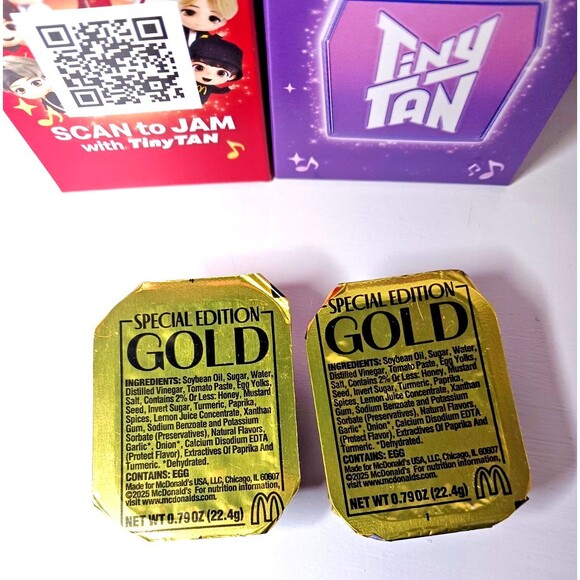 SCAN to JAM
with TinyTAN
TiNY
TAN
SPECIAL EDITION
GOLD
INGREDIENTS: Soybean Oil, Sugar, Water,
Distilled Vinegar, Tomato Paste, Egg Yolks,
Salt, Contains 2% Or Less: Honey, Mustard
Seed, Invert Sugar, Turmeric, Paprika,
Spices, Lemon Juice Concentrate, Xanthan
Gum, Sodium Benzoate and Potassium
Sorbate (Preservatives), Natural Flavors,
Garlic*, Onion*, Calcium Disodium EDTA
(Protect Flavor), Extractives Of Paprika And
Turmeric. *Dehydrated.
CONTAINS: EGG
Made for McDonald's USA, LLC, Chicago, IL 60607
©2025 McDonald's For nutrition information,
visit www.mcdonalds.com.
NET WT 0.79 OZ (22.4g)
SPECIAL EDITION
GOLD
INGREDIENTS: Soybean Oil, Sugar, Water,
Distilled Vinegar, Tomato Paste, Egg Yolks,
Salt, Contains 2% Or Less: Honey, Mustard
Seed, Invert Sugar, Turmeric, Paprika,
Spices, Lemon Juice Concentrate, Xanthan
Gum, Sodium Benzoate and Potassium
Sorbate (Preservatives), Natural Flavors,
Garlic*, Onion*, Calcium Disodium EDTA
(Protect Flavor), Extractives Of Paprika And
Turmeric. *Dehydrated.
CONTAINS: EGG
Made for McDonald's USA, LLC, Chicago, IL 60607
©2025 McDonald's For nutrition information,
visit www.mcdonalds.com.
NET WT 0.79 OZ (22.4g)